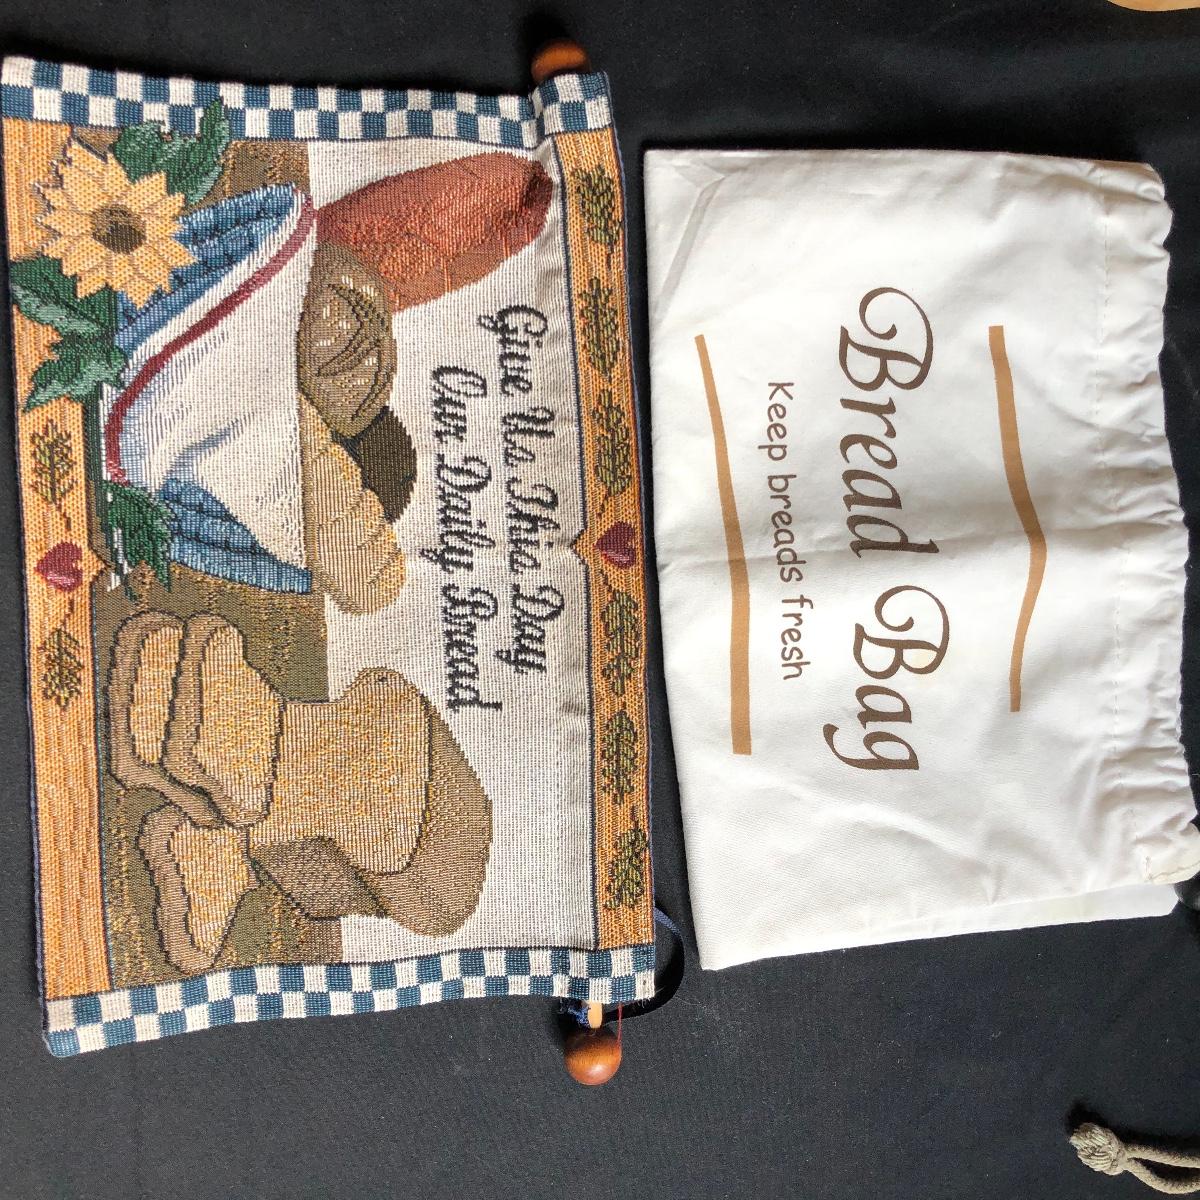 Give Us This Day
Our Daily Bread
Bread Bag
Keep breads fresh